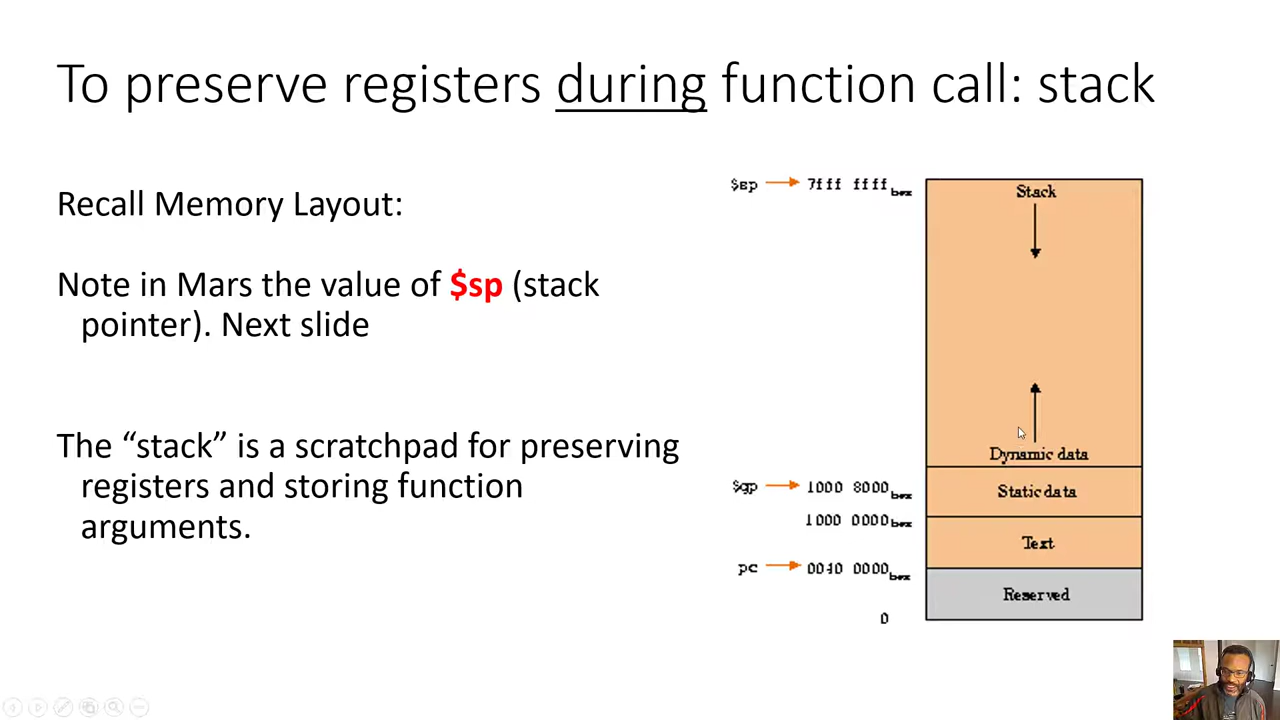 To preserve registers during function call: stack
Recall Memory Layout:
Note in Mars the value of $sp (stack
pointer). Next slide
The “stack” is a scratchpad for preserving
registers and storing function
arguments.
$sp 7fff ffff hex
Stack
Dynamic data
$gp 1000 8000 hex
Static data
1000 0000 hex
Text
pc 0040 0000 hex
Reserved
0